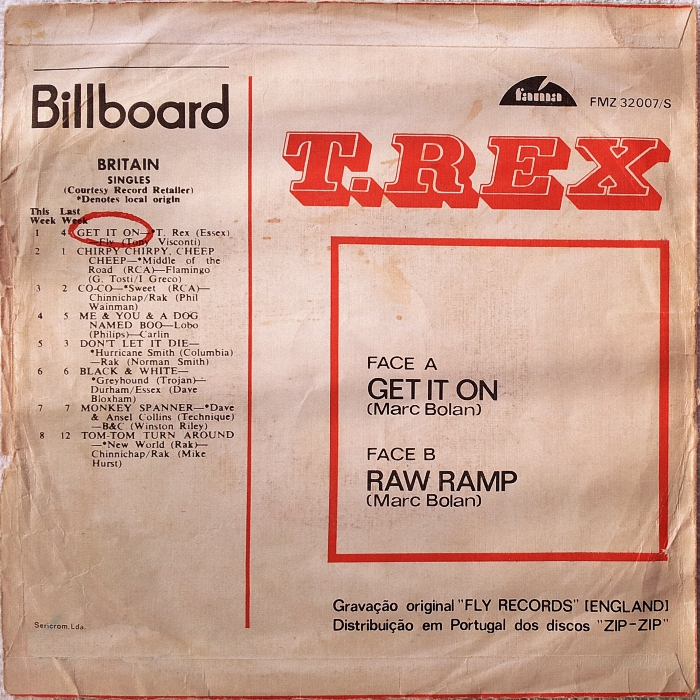 Billboard
BRITAIN
SINGLES
(Courtesy Record Retailer)
*Denotes local origin
This Last
Week Week
1 4 GET IT ON—*T. Rex (Essex)
—Fly (Tony Visconti)
2 1 CHIRPY CHIRPY, CHEEP
CHEEP—*Middle of the
Road (RCA)—Flamingo
(G. Tosti/I Greco)
3 2 CO-CO—*Sweet (RCA)—
Chinnichap/Rak (Phil
Wainman)
4 5 ME & YOU & A DOG
NAMED BOO—Lobo
(Philips)—Carlin
5 3 DON'T LET IT DIE—
*Hurricane Smith (Columbia)
—Rak (Norman Smith)
6 6 BLACK & WHITE—
*Greyhound (Trojan)—
Durham/Essex (Dave
Bloxham)
7 7 MONKEY SPANNER—*Dave
& Ansel Collins (Technique)
—B&C (Winston Riley)
8 12 TOM-TOM TURN AROUND
—*New World (Rak)—
Chinnichap/Rak (Mike
Hurst)
Sericrom, Lda.
fama FMZ 32007/S
T.REX
FACE A
GET IT ON
(Marc Bolan)
FACE B
RAW RAMP
(Marc Bolan)
Gravação original "FLY RECORDS" [ENGLAND]
Distribuição em Portugal dos discos "ZIP-ZIP"